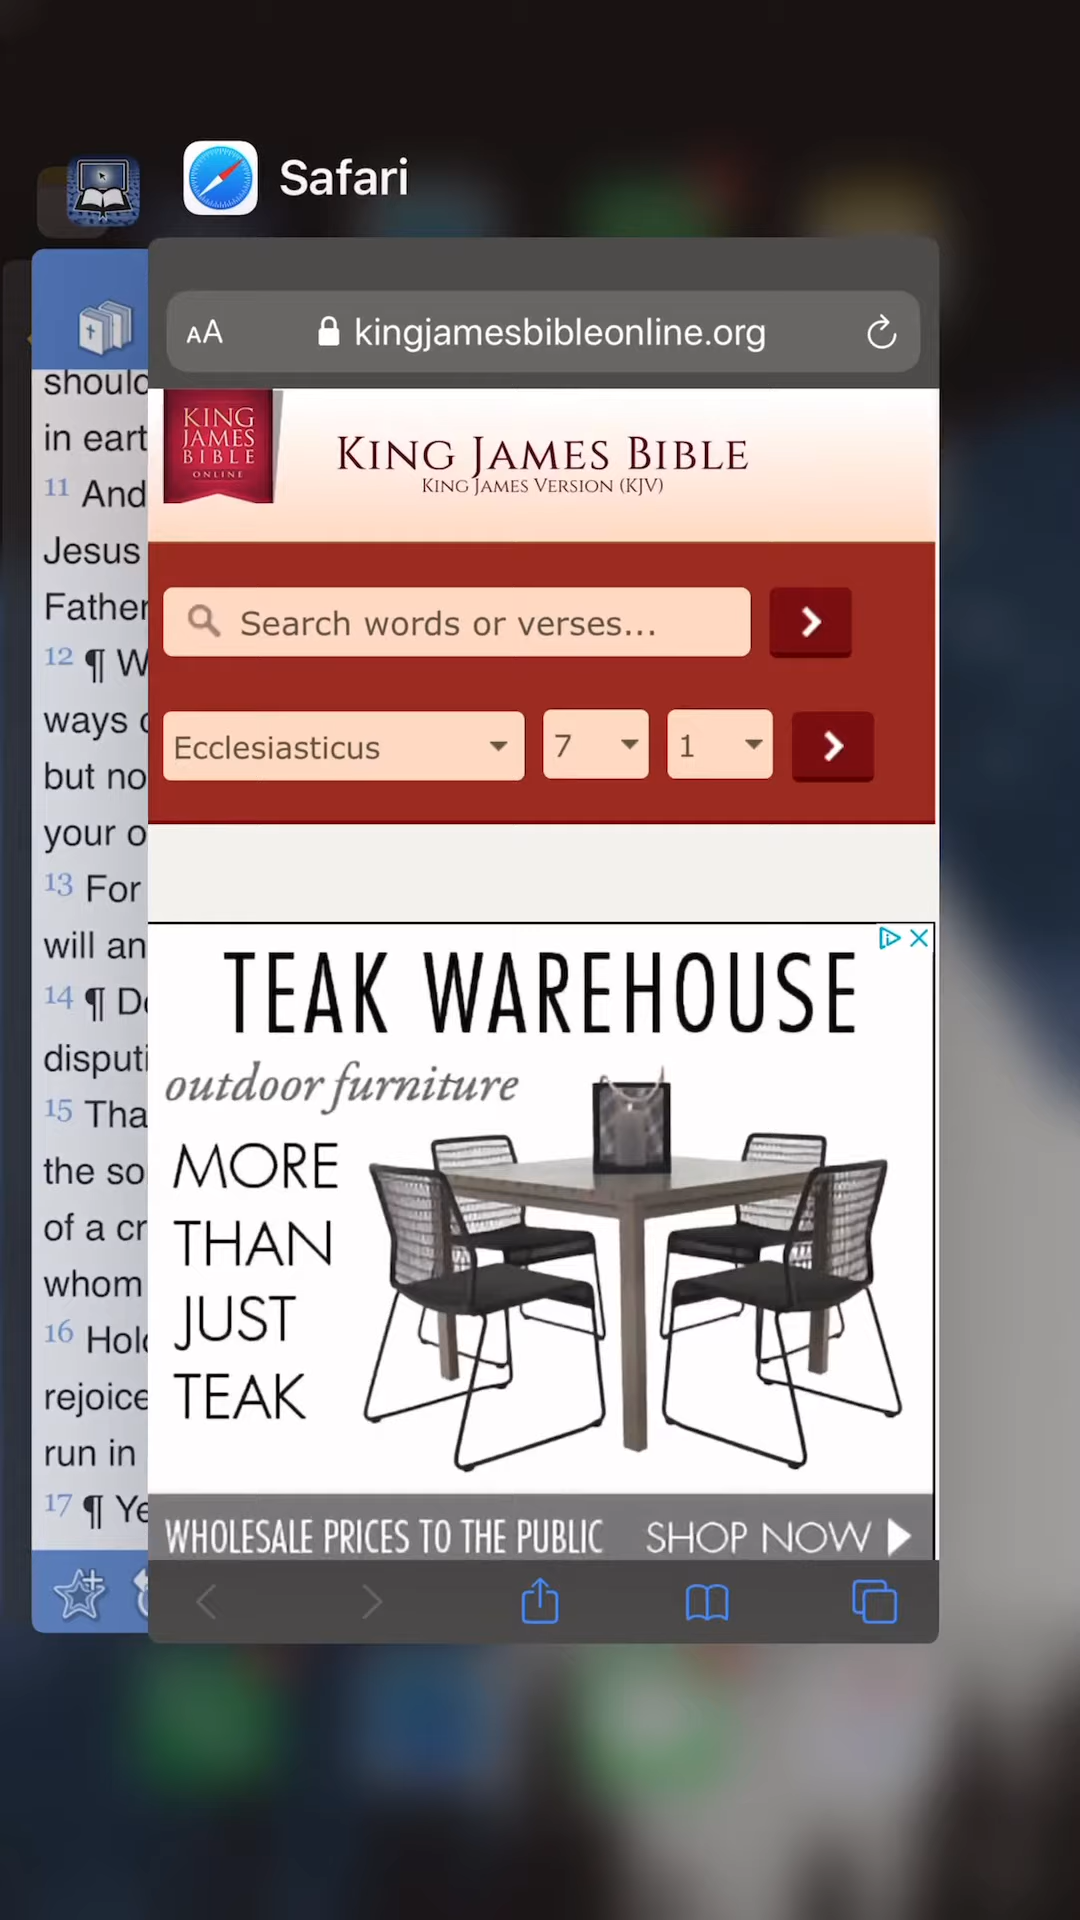 Safari
AA kingjamesbibleonline.org
KING
JAMES
BIBLE
ONLINE
KING JAMES BIBLE
KING JAMES VERSION (KJV)
Search words or verses...
Ecclesiasticus 7 1
should
in eart
11 And
Jesus
Father
12 ¶ W
ways
but no
your o
13 For
will an
14 ¶ Do
disputi
15 Tha
the so
of a cr
whom
16 Hold
rejoice
run in
17 ¶ Ye
TEAK WAREHOUSE
outdoor furniture
MORE
THAN
JUST
TEAK
WHOLESALE PRICES TO THE PUBLIC SHOP NOW